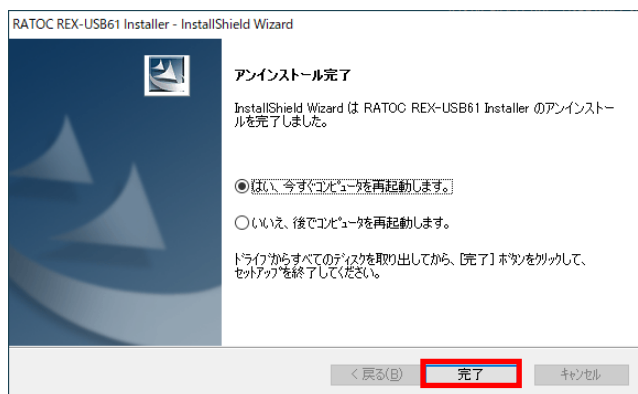 RATOC REX-USB61 Installer - InstallShield Wizard
アンインストール完了
InstallShield Wizard は RATOC REX-USB61 Installer のアンインストー
ルを完了しました。
はい、今すぐコンピュータを再起動します。
いいえ、後でコンピュータを再起動します。
ドライブからすべてのディスクを取り出してから、[完了] ボタンをクリックして、
セットアップを終了してください。
< 戻る(B)
完了
キャンセル